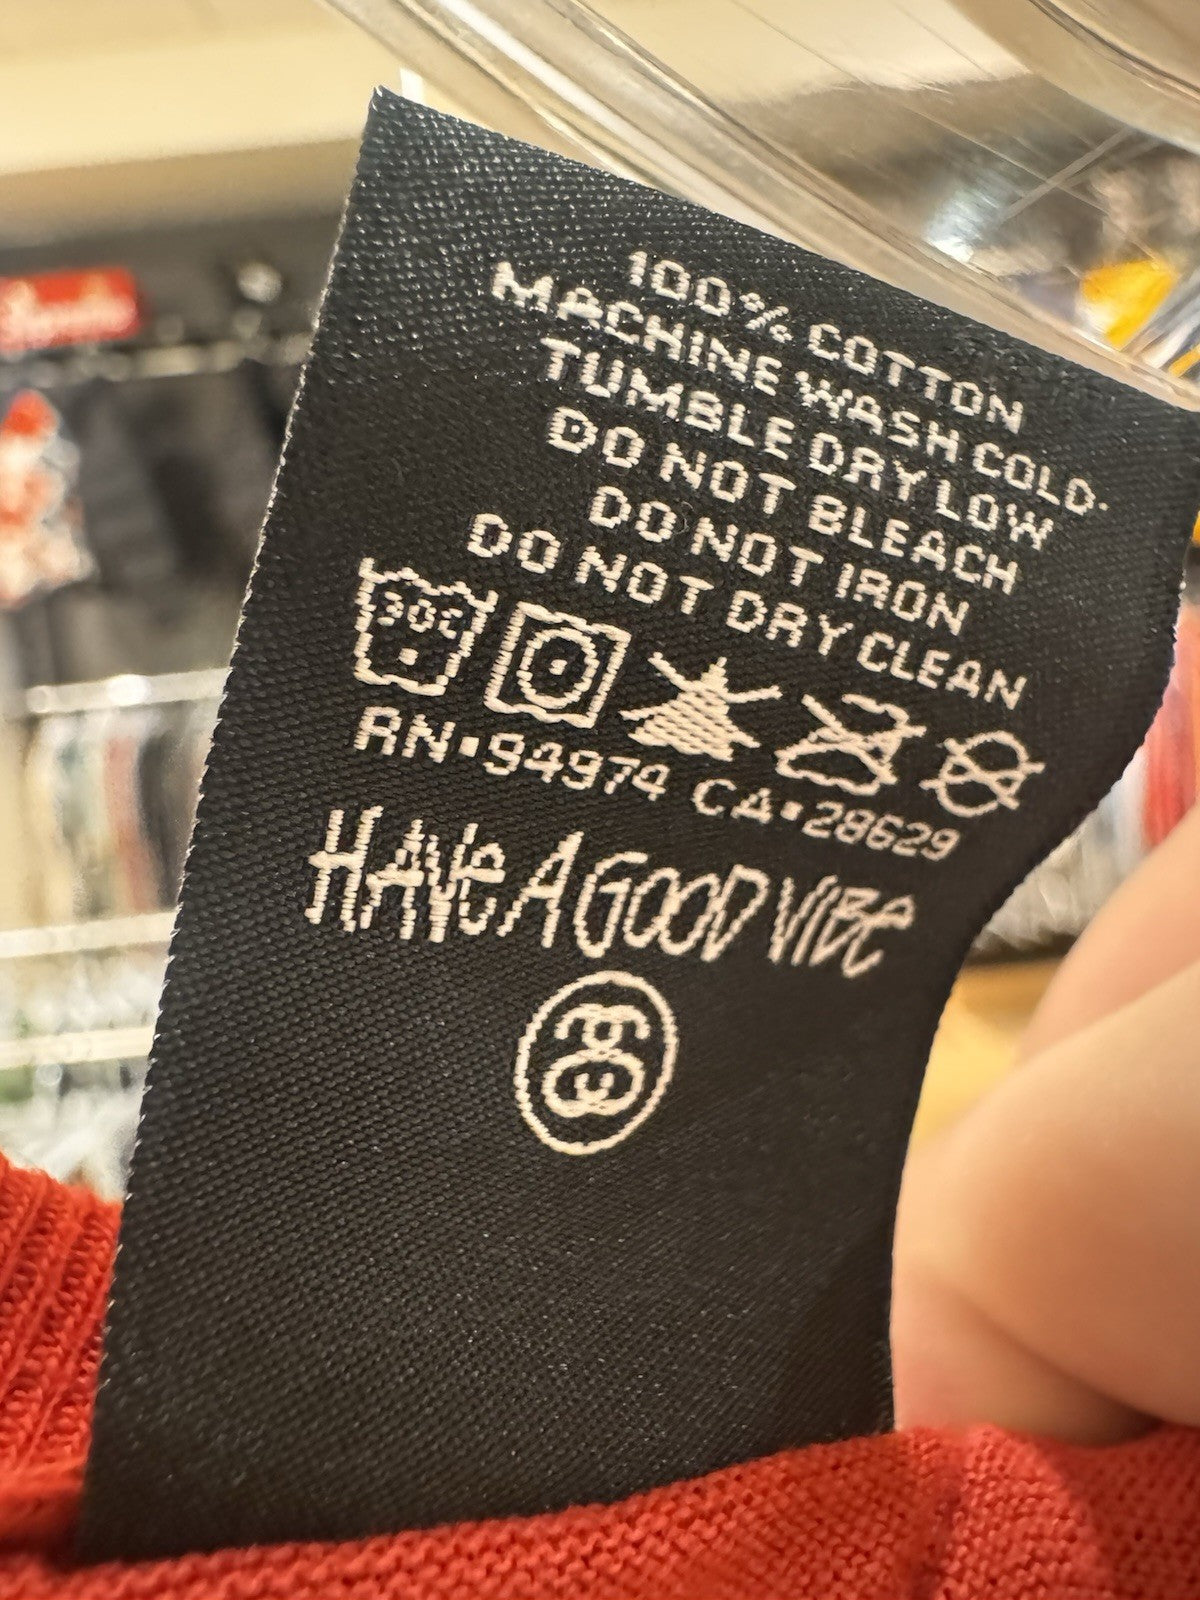 100% COTTON
MACHINE WASH COLD.
TUMBLE DRY LOW
DO NOT BLEACH
DO NOT IRON
DO NOT DRY CLEAN
30C
RN•94974 CA•28629
HAVE A GOOD VIBE